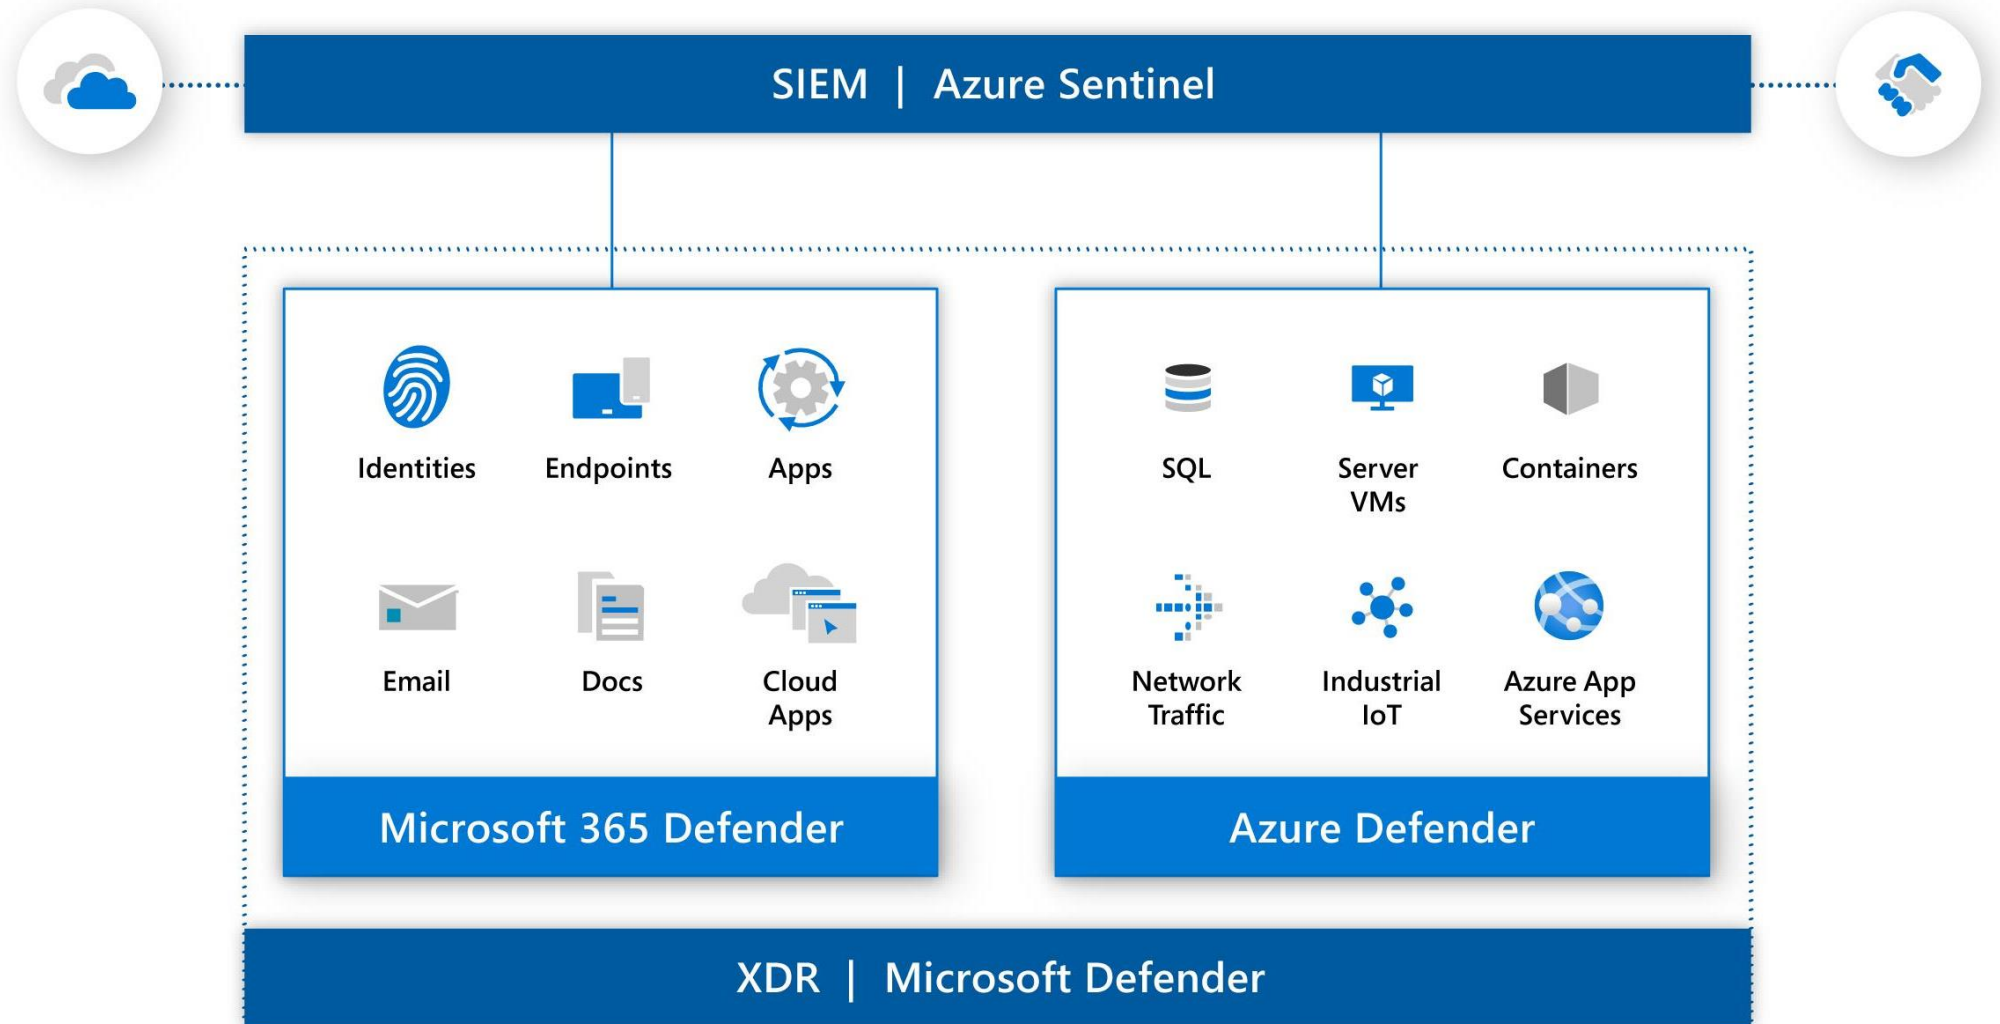 SIEM | Azure Sentinel
Identities Endpoints Apps
SQL Server Containers
VMs
Email Docs Cloud
Apps
Network Industrial Azure App
Traffic IoT Services
Microsoft 365 Defender
Azure Defender
XDR | Microsoft Defender